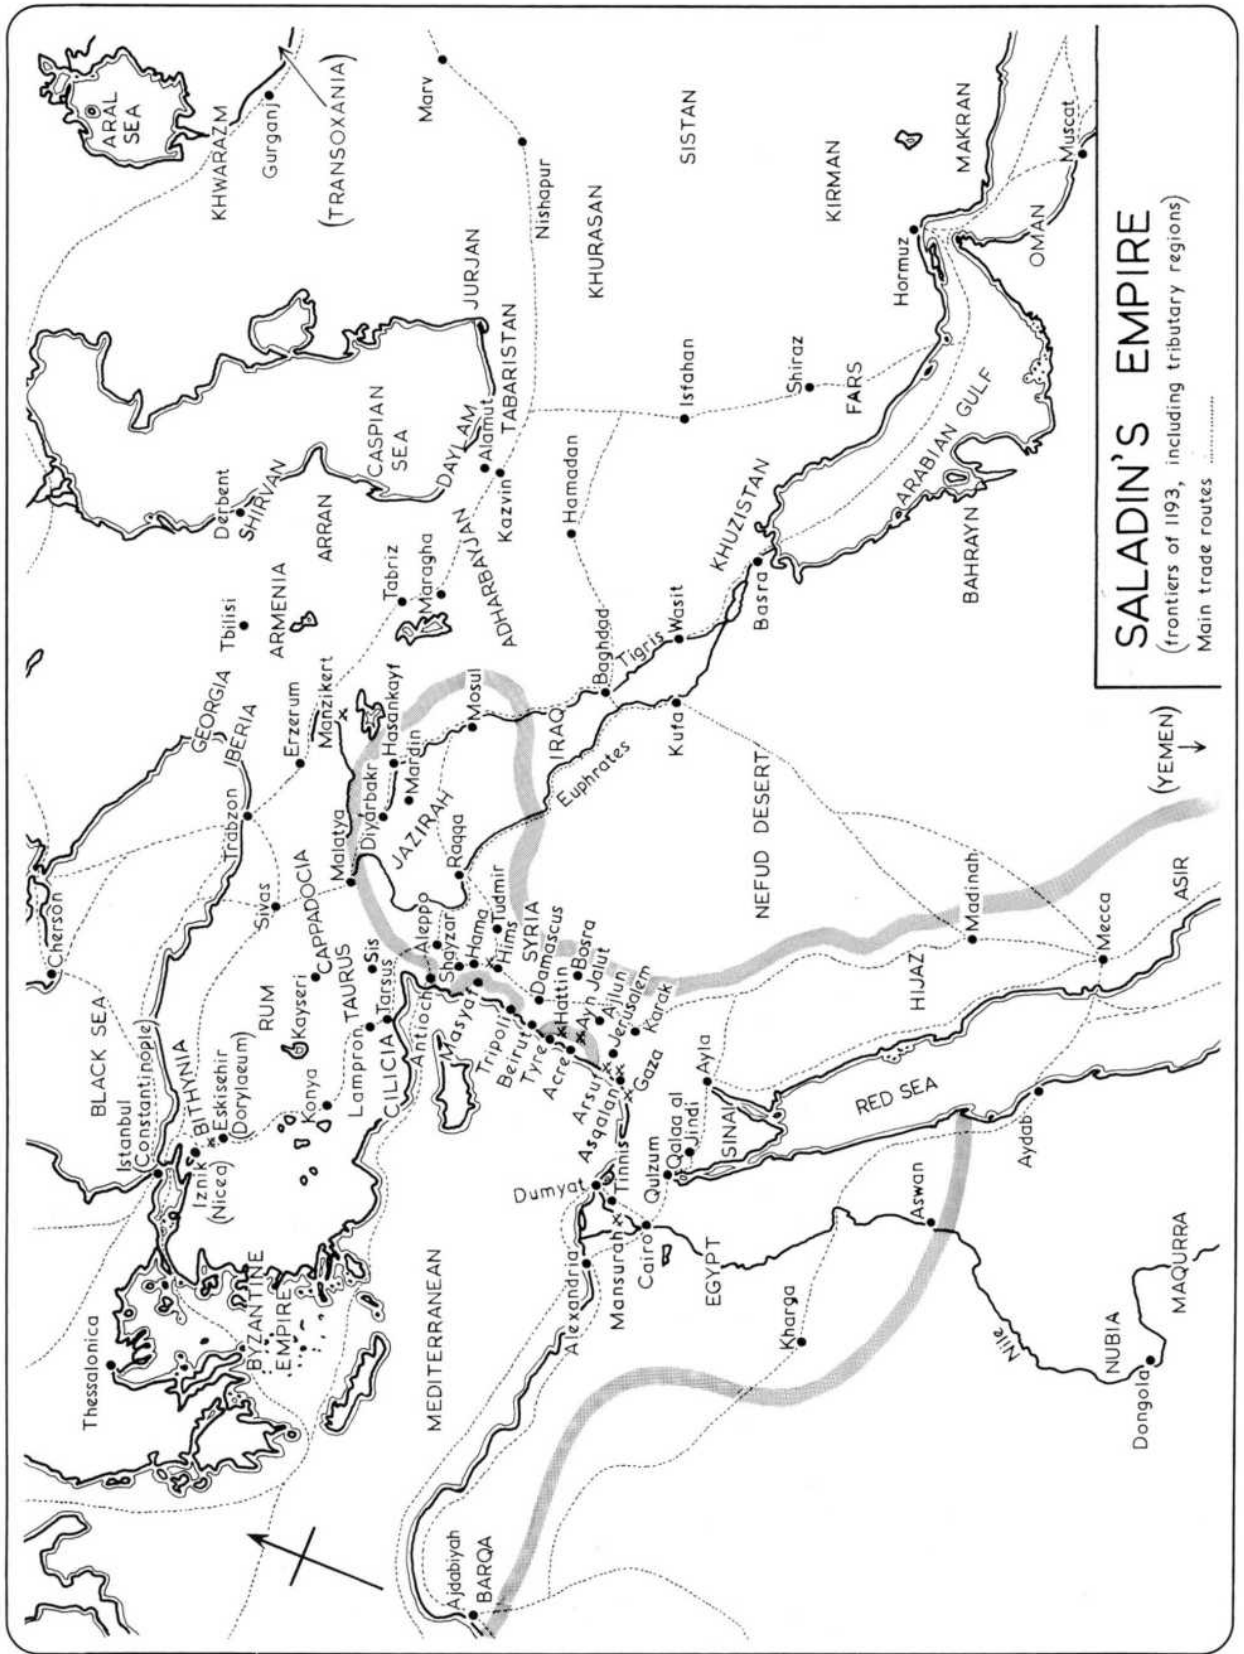 SALADIN'S EMPIRE
(frontiers of 1193, including tributary regions)
Main trade routes
ARAL
SEA
KHWARAZM
Gurganj
(TRANSOXANIA)
Marv
Nishapur
KHURASAN
SISTAN
KIRMAN
MAKRAN
Muscat
OMAN
Hormuz
JURJAN
TABARISTAN
CASPIAN
SEA
DAYLAM
Alamut
Kazvin
Isfahan
Shiraz
FARS
Hamadan
ARABIAN GULF
BAHRAYN
KHUZISTAN
Basra
Derbent
SHIRVAN
ARRAN
ARMENIA
Tbilisi
Tabriz
Maragha
ADHARBAYJAN
Baghdad
Tigris
Wasit
GEORGIA
IBERIA
Erzerum
Manzikert
Hasankayf
Mardin
Mosul
IRAQ
Euphrates
Kufa
NEFUD DESERT
(YEMEN)
Trabzon
Malatya
Diyarbakr
JAZIRAH
Raqqa
Cherson
Sivas
CAPPADOCIA
TAURUS
Sis
Tarsus
Aleppo
Shayzar
Hama
Hims
Tudmir
SYRIA
Damascus
Bosra
Hattin
Ayn Jalut
Ajlun
Jerusalem
Karak
Madinah
Mecca
ASIR
HIJAZ
BLACK SEA
RUM
Kayseri
Lampron
CILICIA
Antioch
Masyaf
Tripoli
Beirut
Tyre
Acre
Arsuf
Asqalan
Gaza
Ayla
RED SEA
Istanbul
(Constantinople)
BITHYNIA
Eskisehir
(Dorylaeum)
Iznik
(Nicea)
Konya
Dumyat
Tinnis
Qulzum
Qalaa al
Jindi
SINAI
Aydab
Thessalonica
BYZANTINE
EMPIRE
MEDITERRANEAN
Alexandria
Mansurah
Cairo
EGYPT
Aswan
Kharga
Nile
NUBIA
MAQURRA
Dongola
Ajdabiyah
BARQA